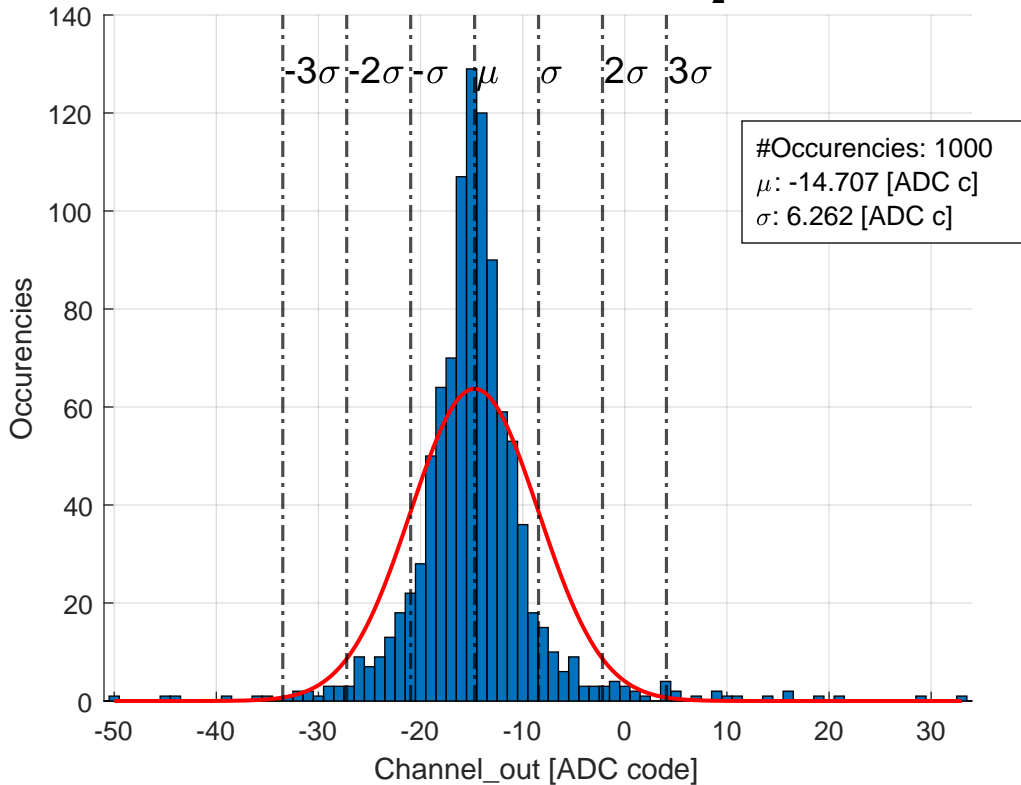 140
120
100
80
60
40
20
0
Occurencies
-3σ -2σ -σ μ σ 2σ 3σ
#Occurencies: 1000
μ: -14.707 [ADC c]
σ: 6.262 [ADC c]
-50 -40 -30 -20 -10 0 10 20 30
Channel_out [ADC code]